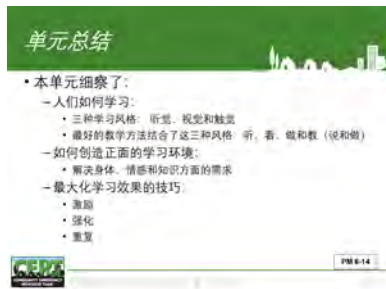 单元总结
• 本单元细察了:
–人们如何学习:
• 三种学习风格: 听觉、视觉和触觉
• 最好的教学方法结合了这三种风格: 听、看、做和教（说和做）
–如何创造正面的学习环境:
• 解决身体、情感和知识方面的需求
–最大化学习效果的技巧:
• 激励
• 强化
• 重复
CERT
COMMUNITY EMERGENCY
RESPONSE TEAM
PM 6-14